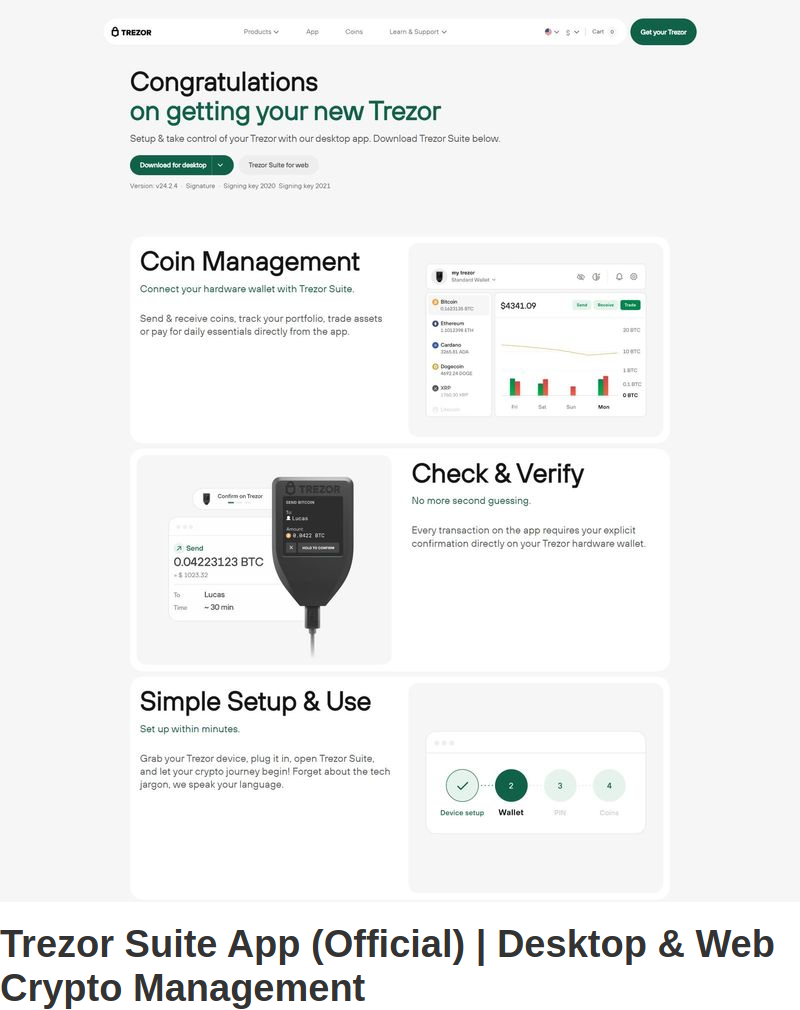 TREZOR
Products
App
Coins
Learn & Support
$
Cart 0
Get your Trezor
Congratulations
on getting your new Trezor
Setup & take control of your Trezor with our desktop app. Download Trezor Suite below.
Download for desktop
Trezor Suite for web
Version: v24.2.4 · Signature · Signing key 2020 Signing key 2021
Coin Management
Connect your hardware wallet with Trezor Suite.
Send & receive coins, track your portfolio, trade assets
or pay for daily essentials directly from the app.
my trezor
Standard Wallet
Bitcoin
0.1623135 BTC
Ethereum
1.1012398 ETH
Cardano
3265.81 ADA
Dogecoin
4693.24 DOGE
XRP
1760.30 XRP
Litecoin
$4341.09
Send
Receive
Trade
20 BTC
10 BTC
1 BTC
0.1 BTC
0 BTC
Fri
Sat
Sun
Mon
Confirm on Trezor
Send
0.04223123 BTC
≈ $ 1023.32
To Lucas
Time ~ 30 min
TREZOR
SEND BITCOIN
To:
Lucas
Amount:
0.0422 BTC
HOLD TO CONFIRM
Check & Verify
No more second guessing.
Every transaction on the app requires your explicit
confirmation directly on your Trezor hardware wallet.
Simple Setup & Use
Set up within minutes.
Grab your Trezor device, plug it in, open Trezor Suite,
and let your crypto journey begin! Forget about the tech
jargon, we speak your language.
2
3
4
Device setup
Wallet
PIN
Coins
Trezor Suite App (Official) | Desktop & Web
Crypto Management